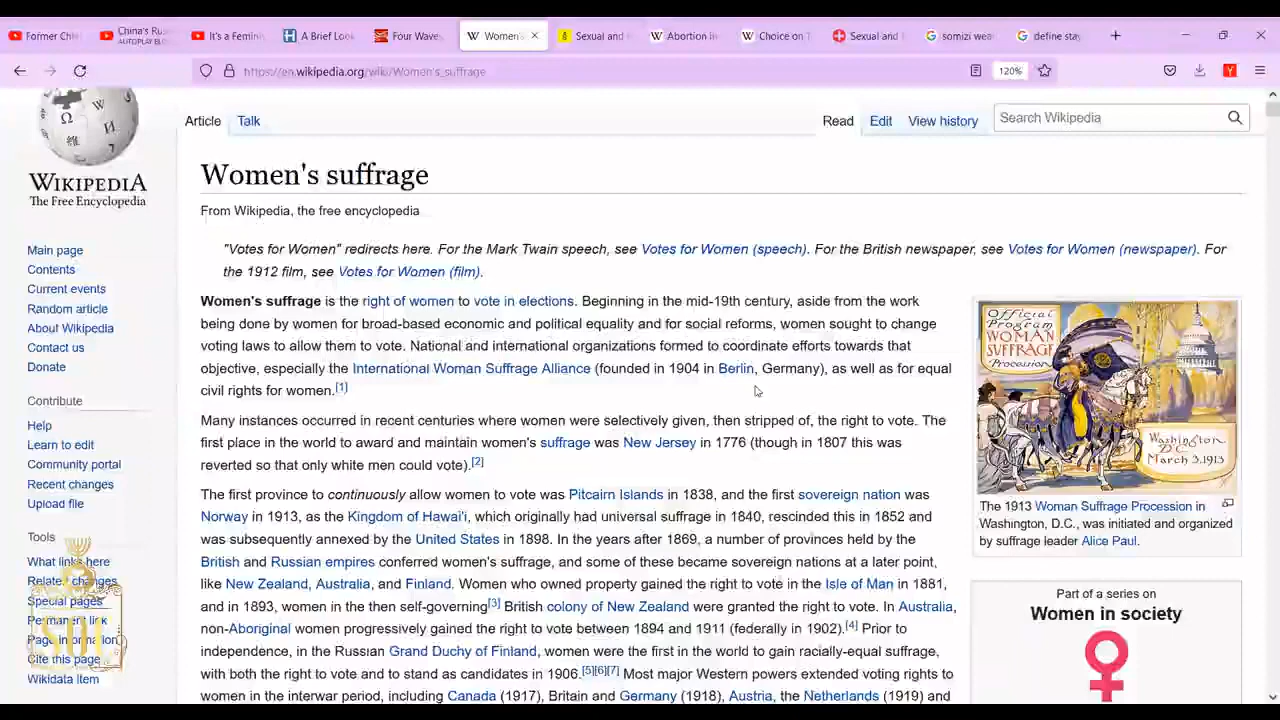 Former Chi
China's Rus
AUTOPLAY BLO
It's a Femini
A Brief Look
Four Waves
Women's
Sexual and
Abortion in
Choice on T
Sexual and
somizi wea
define stay
https://en.wikipedia.org/wiki/Women's_suffrage
120%
Article Talk
Read Edit View history
Search Wikipedia
WIKIPEDIA
The Free Encyclopedia
Main page
Contents
Current events
Random article
About Wikipedia
Contact us
Donate
Contribute
Help
Learn to edit
Community portal
Recent changes
Upload file
Tools
What links here
Related changes
Special pages
Permanent link
Page information
Cite this page
Wikidata item
Women's suffrage
From Wikipedia, the free encyclopedia
"Votes for Women" redirects here. For the Mark Twain speech, see Votes for Women (speech). For the British newspaper, see Votes for Women (newspaper). For
the 1912 film, see Votes for Women (film).
Women's suffrage is the right of women to vote in elections. Beginning in the mid-19th century, aside from the work
being done by women for broad-based economic and political equality and for social reforms, women sought to change
voting laws to allow them to vote. National and international organizations formed to coordinate efforts towards that
objective, especially the International Woman Suffrage Alliance (founded in 1904 in Berlin, Germany), as well as for equal
civil rights for women.[1]
Many instances occurred in recent centuries where women were selectively given, then stripped of, the right to vote. The
first place in the world to award and maintain women's suffrage was New Jersey in 1776 (though in 1807 this was
reverted so that only white men could vote).[2]
The first province to continuously allow women to vote was Pitcairn Islands in 1838, and the first sovereign nation was
Norway in 1913, as the Kingdom of Hawai'i, which originally had universal suffrage in 1840, rescinded this in 1852 and
was subsequently annexed by the United States in 1898. In the years after 1869, a number of provinces held by the
British and Russian empires conferred women's suffrage, and some of these became sovereign nations at a later point,
like New Zealand, Australia, and Finland. Women who owned property gained the right to vote in the Isle of Man in 1881,
and in 1893, women in the then self-governing[3] British colony of New Zealand were granted the right to vote. In Australia,
non-Aboriginal women progressively gained the right to vote between 1894 and 1911 (federally in 1902).[4] Prior to
independence, in the Russian Grand Duchy of Finland, women were the first in the world to gain racially-equal suffrage,
with both the right to vote and to stand as candidates in 1906.[5][6][7] Most major Western powers extended voting rights to
women in the interwar period, including Canada (1917), Britain and Germany (1918), Austria, the Netherlands (1919) and
Official
Program
WOMAN
SUFFRAGE
Procession
Washington
D.C.
March 3, 1913
The 1913 Woman Suffrage Procession in
Washington, D.C., was initiated and organized
by suffrage leader Alice Paul.
Part of a series on
Women in society